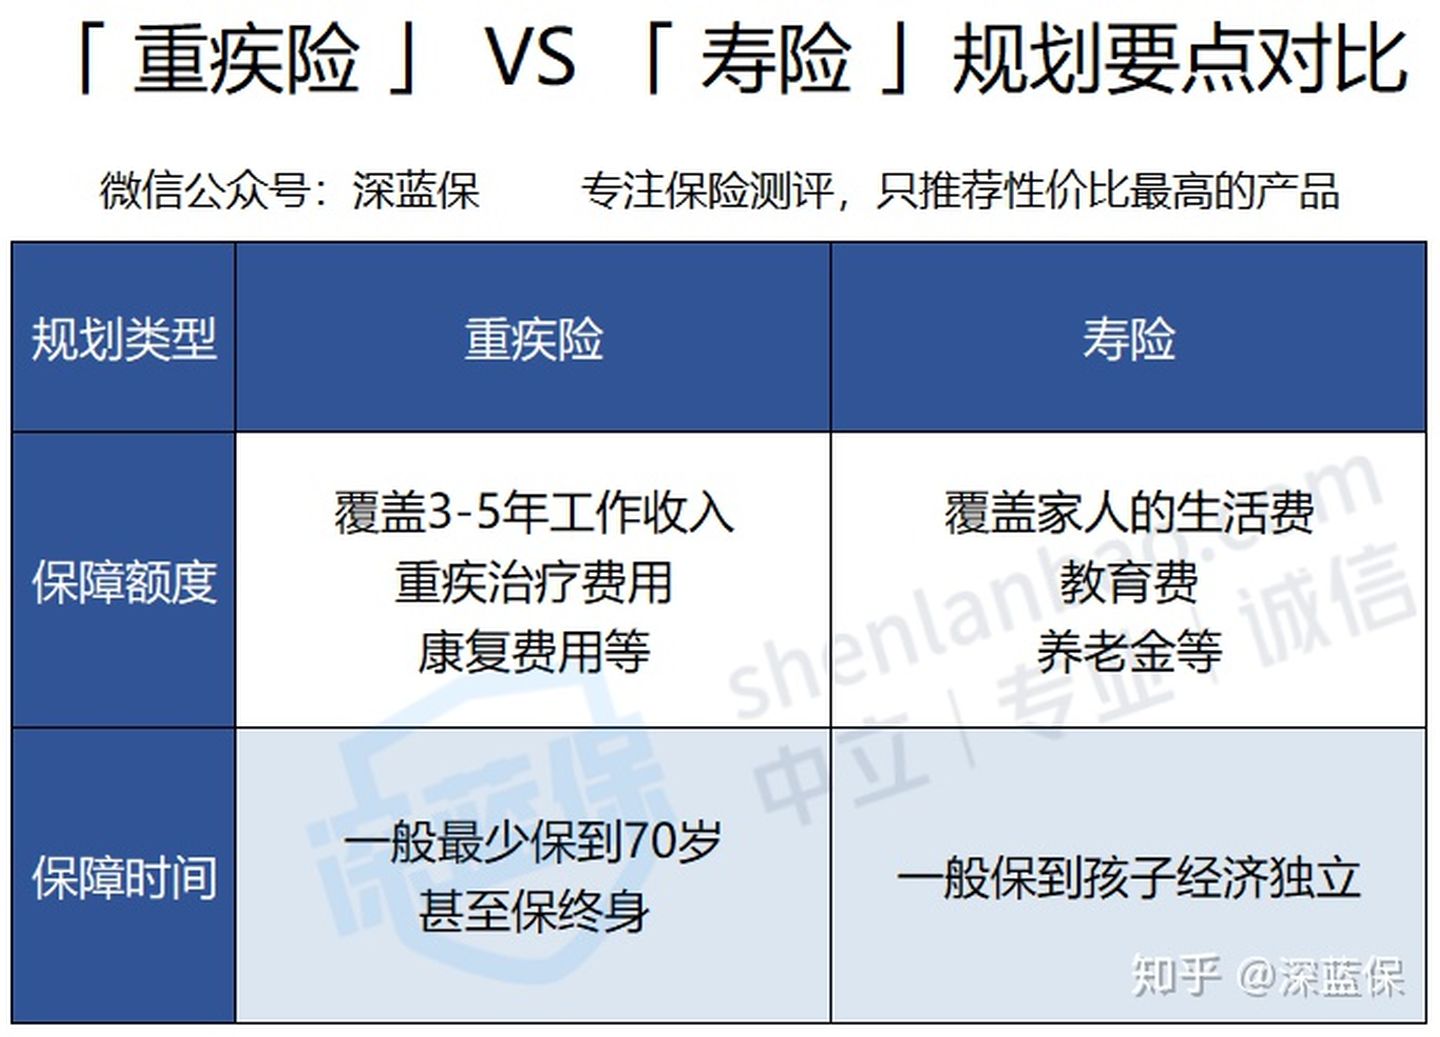 「 重疾险 」 VS 「 寿险 」规划要点对比
微信公众号：深蓝保 专注保险测评，只推荐性价比最高的产品
规划类型 重疾险 寿险
保障额度
覆盖3-5年工作收入
重疾治疗费用
康复费用等
覆盖家人的生活费
教育费
养老金等
保障时间
一般最少保到70岁
甚至保终身
一般保到孩子经济独立
深蓝保
shenlanbao.com
中立｜专业｜诚信
知乎 @深蓝保